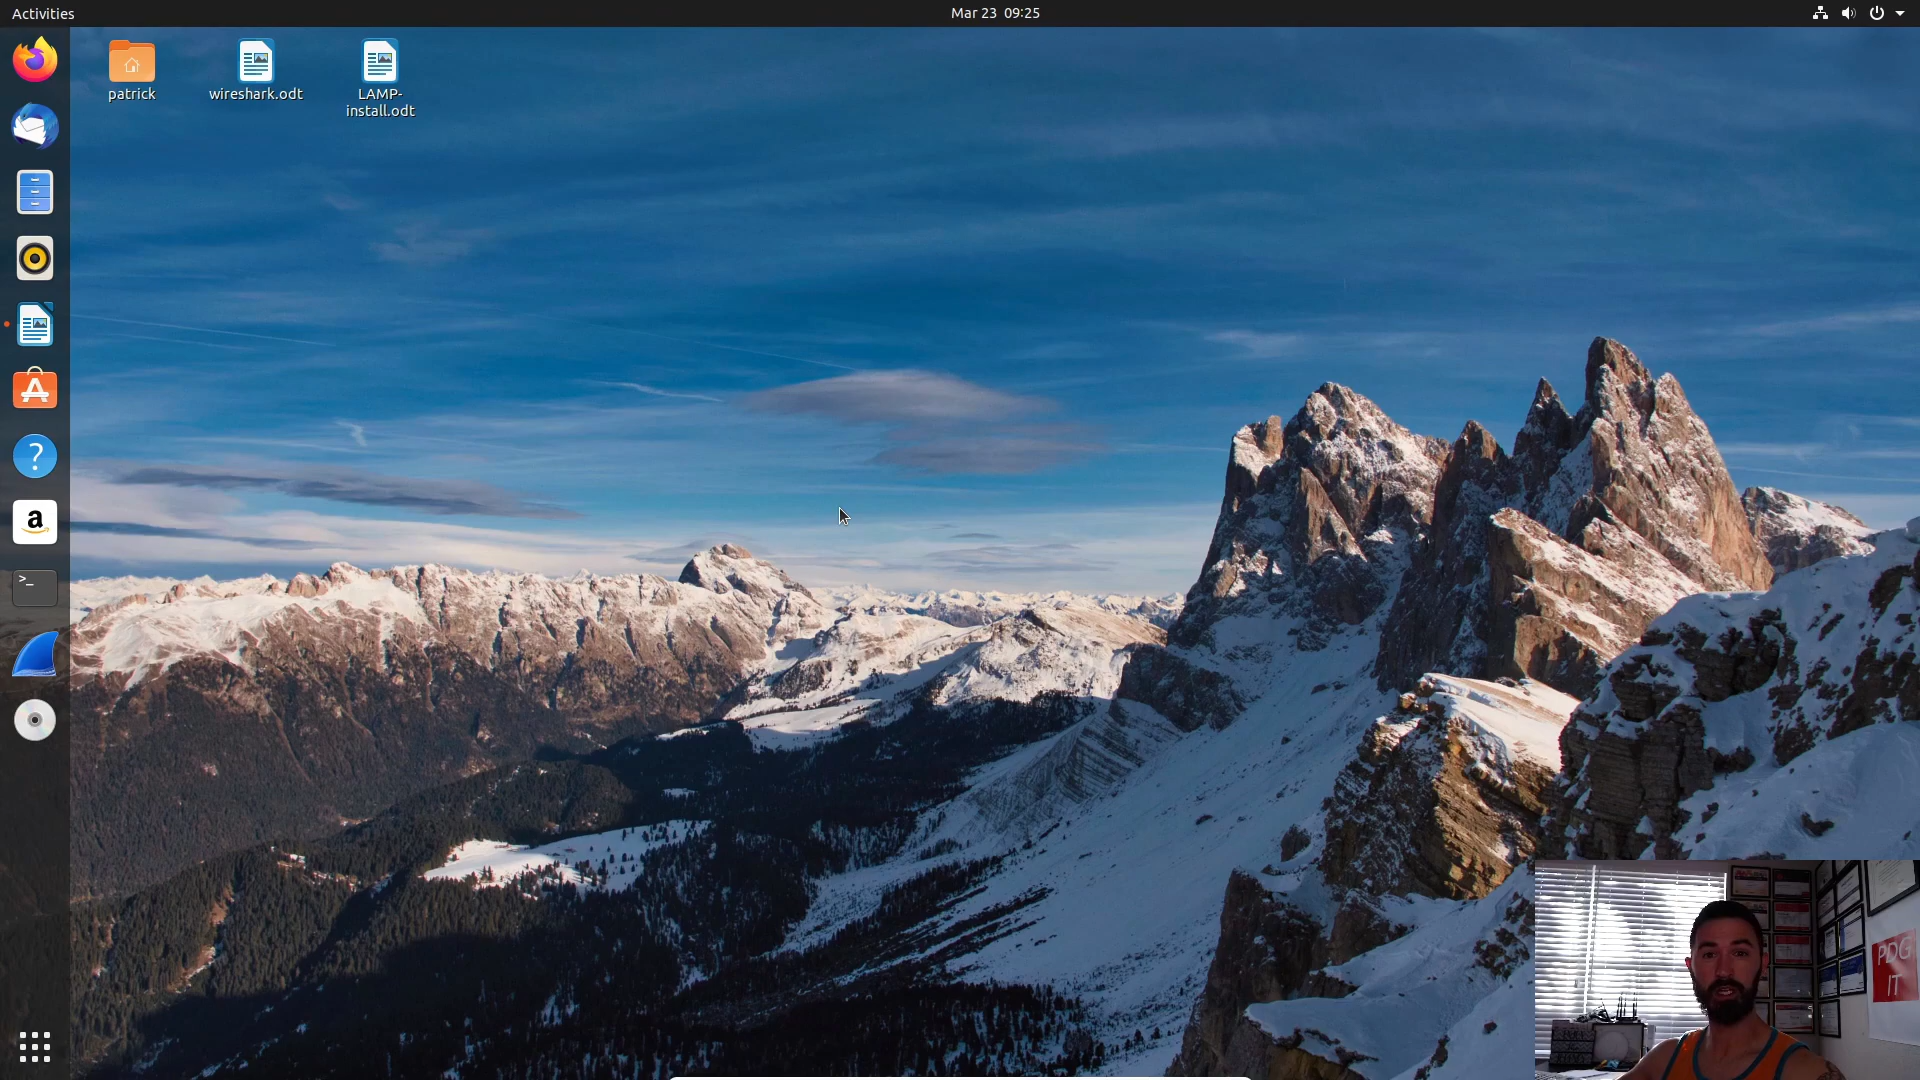 Activities
Mar 23 09:25
patrick
wireshark.odt
LAMP-
install.odt
?
a
>_
PDG
IT